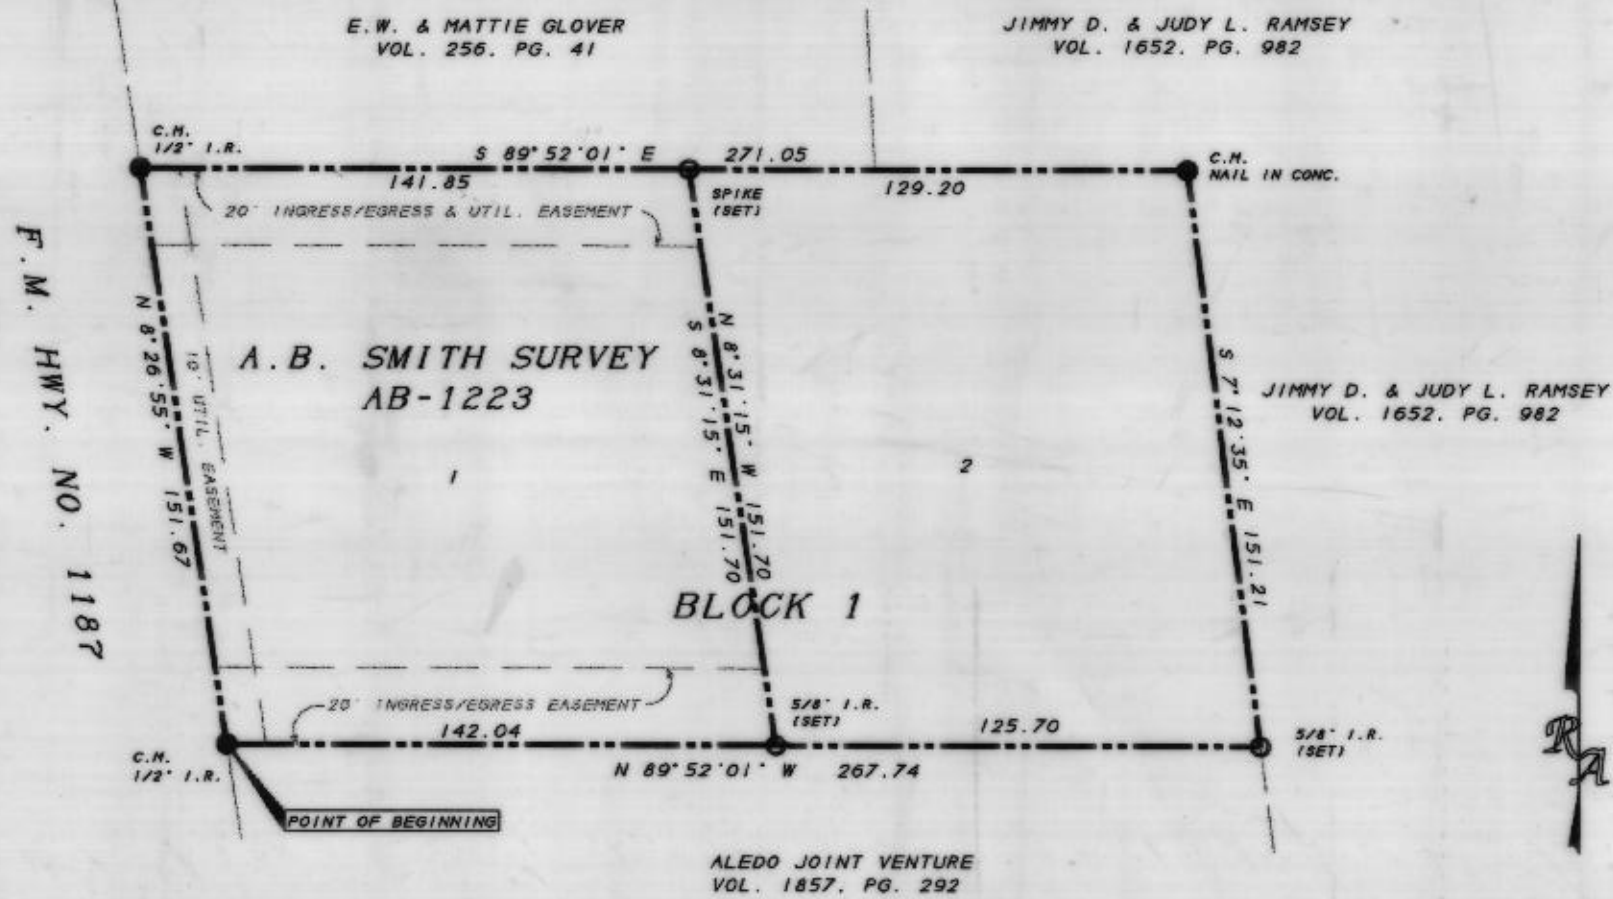 E.W. & MATTIE GLOVER
VOL. 256. PG. 41
JIMMY D. & JUDY L. RAMSEY
VOL. 1652. PG. 982
C.M.
1/2" I.R.
S 89°52'01" E 271.05
141.85
129.20
C.M.
NAIL IN CONC.
SPIKE
(SET)
20' INGRESS/EGRESS & UTIL. EASEMENT
F.M. HWY. NO. 1187
N 8°26'55" W 151.67
10' UTIL. EASEMENT
A.B. SMITH SURVEY
AB-1223
1
N 8°31'15" W 151.70
S 8°31'15" E 151.70
2
S 7°12'35" E 151.21
JIMMY D. & JUDY L. RAMSEY
VOL. 1652. PG. 982
BLOCK 1
20' INGRESS/EGRESS EASEMENT
142.04
5/8" I.R.
(SET)
125.70
5/8" I.R.
(SET)
C.M.
1/2" I.R.
N 89°52'01" W 267.74
POINT OF BEGINNING
RA
ALEDO JOINT VENTURE
VOL. 1857. PG. 292